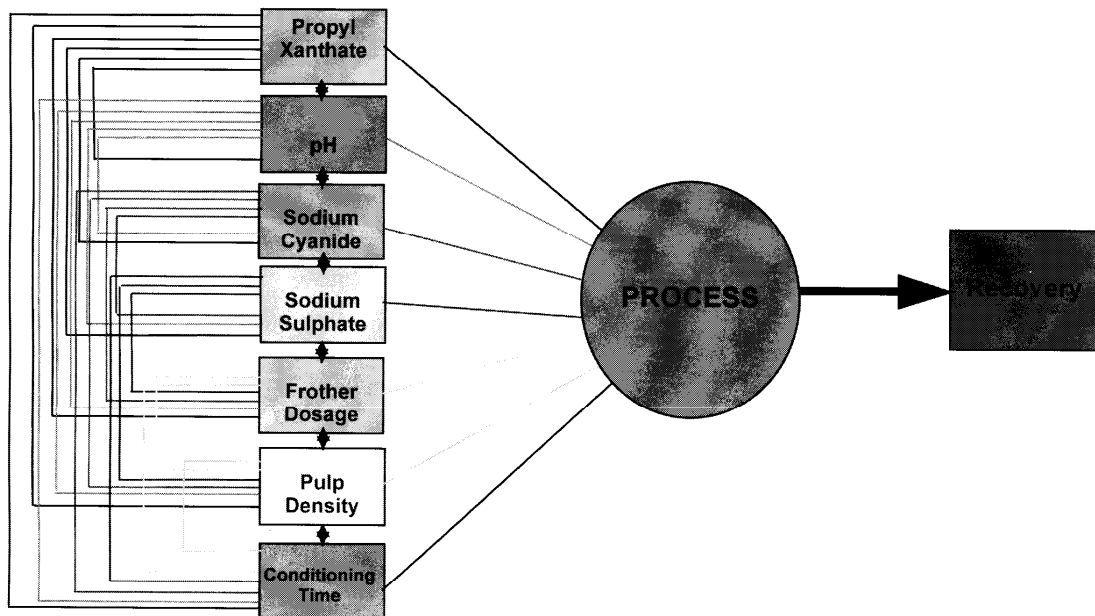 Propyl
Xanthate
pH
Sodium
Cyanide
Sodium
Sulphate
Frother
Dosage
Pulp
Density
Conditioning
Time
PROCESS
Recovery